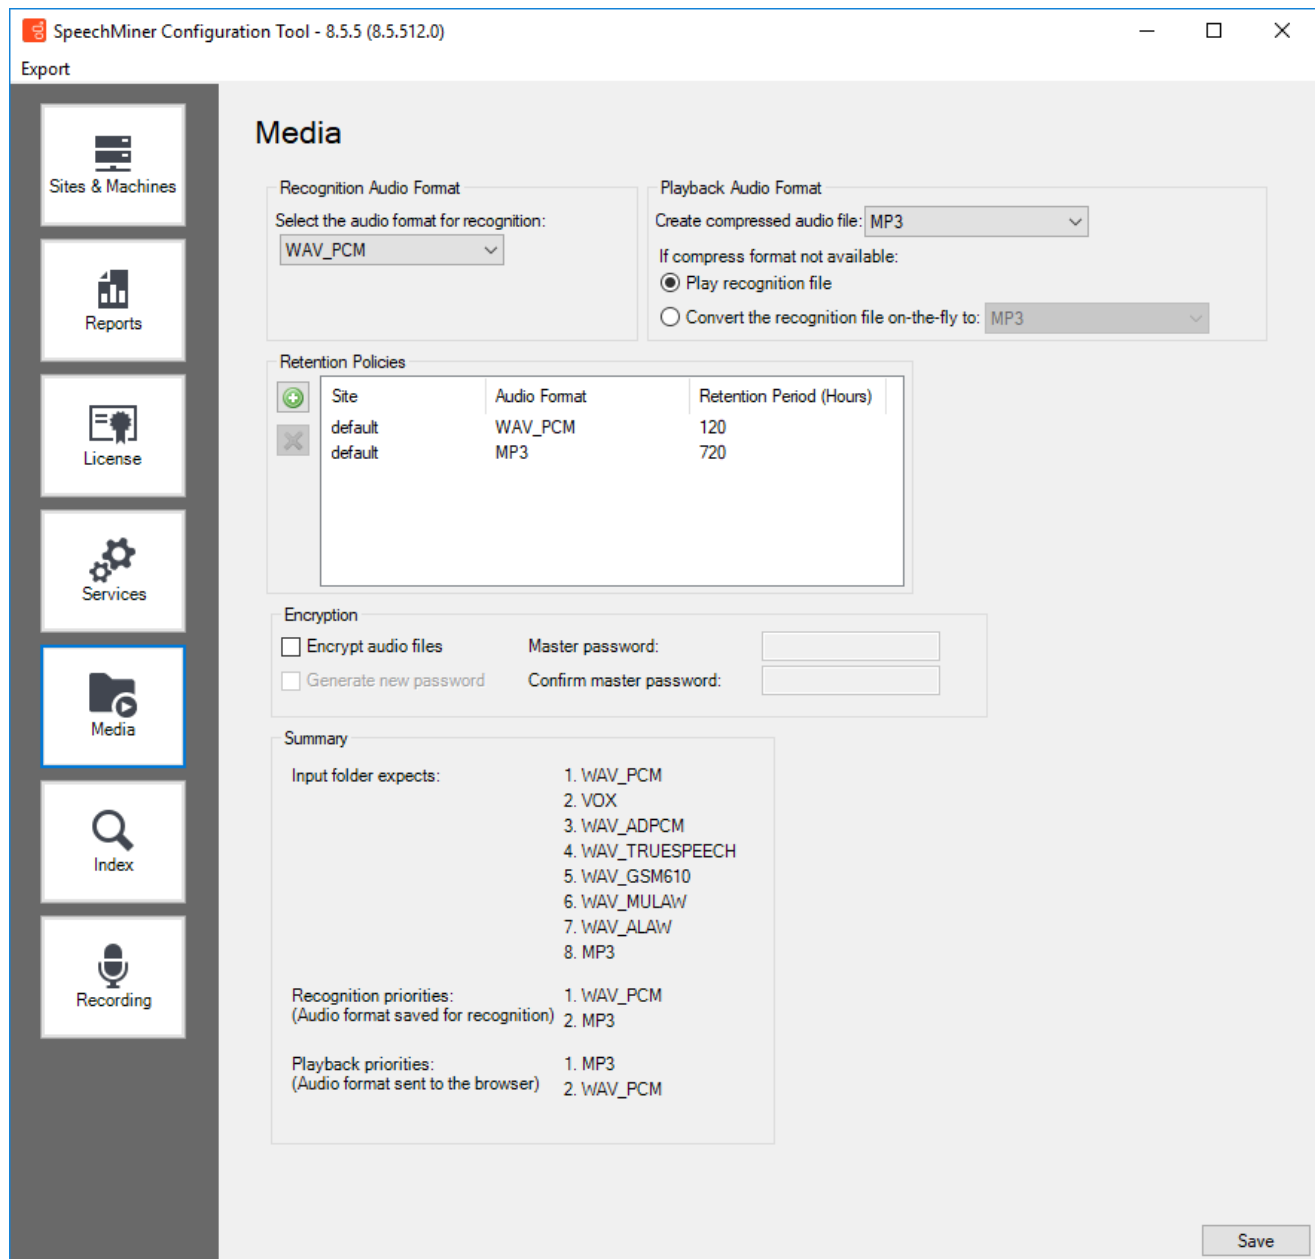 SpeechMiner Configuration Tool - 8.5.5 (8.5.512.0)
Export
Sites & Machines
Reports
License
Services
Media
Index
Recording
Media
Recognition Audio Format
Select the audio format for recognition:
WAV_PCM
Playback Audio Format
Create compressed audio file: MP3
If compress format not available:
Play recognition file
Convert the recognition file on-the-fly to: MP3
Retention Policies
Site Audio Format Retention Period (Hours)
default WAV_PCM 120
default MP3 720
Encryption
Encrypt audio files Master password:
Generate new password Confirm master password:
Summary
Input folder expects: 1. WAV_PCM
2. VOX
3. WAV_ADPCM
4. WAV_TRUESPEECH
5. WAV_GSM610
6. WAV_MULAW
7. WAV_ALAW
8. MP3
Recognition priorities: 1. WAV_PCM
(Audio format saved for recognition) 2. MP3
Playback priorities: 1. MP3
(Audio format sent to the browser) 2. WAV_PCM
Save